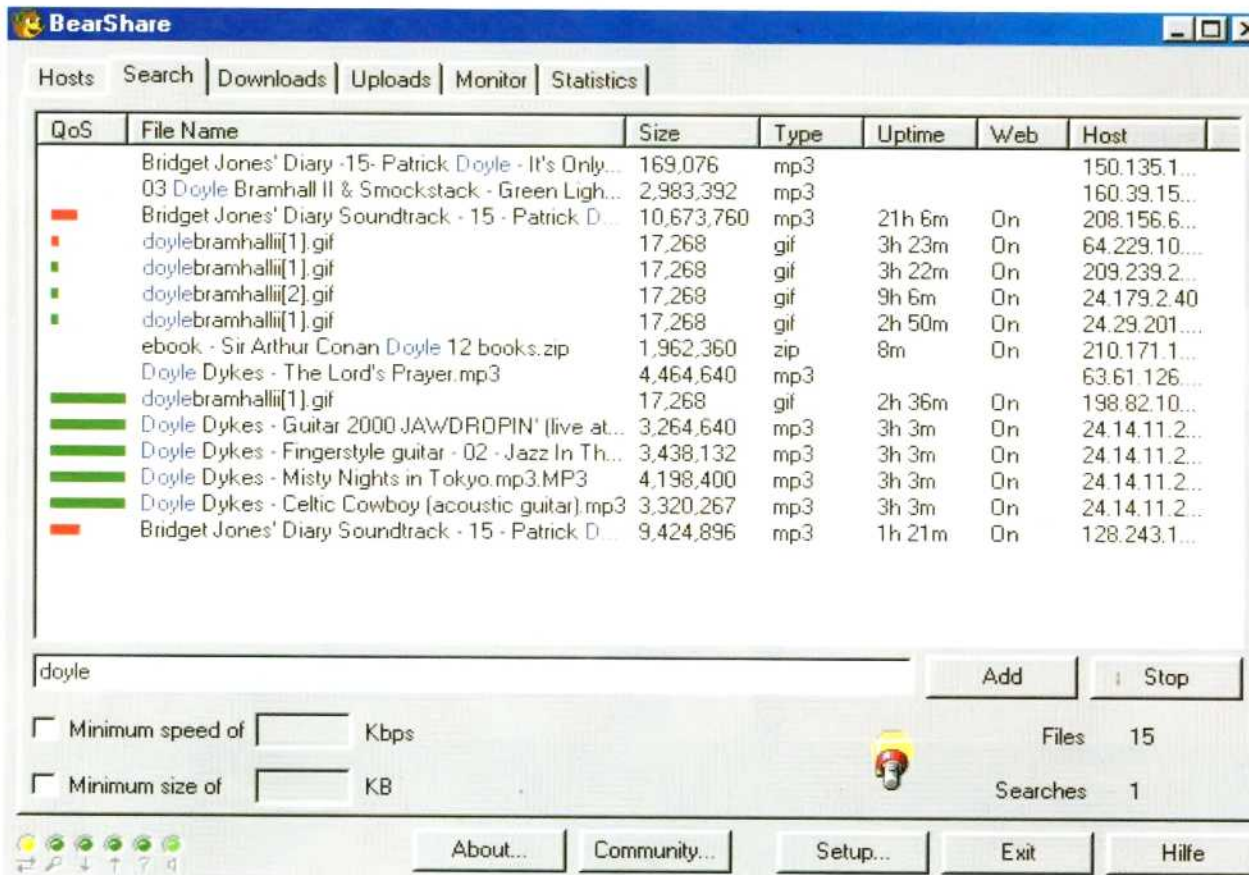 BearShare
Hosts Search Downloads Uploads Monitor Statistics
QoS File Name Size Type Uptime Web Host
Bridget Jones' Diary -15- Patrick Doyle - It's Only... 169,076 mp3 150.135.1...
03 Doyle Bramhall II & Smockstack - Green Ligh... 2,983,392 mp3 160.39.15...
Bridget Jones' Diary Soundtrack - 15 - Patrick D... 10,673,760 mp3 21h 6m On 208.156.6...
doylebramhallii[1].gif 17,268 gif 3h 23m On 64.229.10....
doylebramhallii[1].gif 17,268 gif 3h 22m On 209.239.2...
doylebramhallii[2].gif 17,268 gif 9h 6m On 24.179.2.40
doylebramhallii[1].gif 17,268 gif 2h 50m On 24.29.201....
ebook - Sir Arthur Conan Doyle 12 books.zip 1,962,360 zip 8m On 210.171.1...
Doyle Dykes - The Lord's Prayer.mp3 4,464,640 mp3 63.61.126....
doylebramhallii[1].gif 17,268 gif 2h 36m On 198.82.10...
Doyle Dykes - Guitar 2000 JAWDROPIN' (live at... 3,264,640 mp3 3h 3m On 24.14.11.2...
Doyle Dykes - Fingerstyle guitar - 02 - Jazz In Th... 3,438,132 mp3 3h 3m On 24.14.11.2...
Doyle Dykes - Misty Nights in Tokyo.mp3.MP3 4,198,400 mp3 3h 3m On 24.14.11.2...
Doyle Dykes - Celtic Cowboy (acoustic guitar).mp3 3,320,267 mp3 3h 3m On 24.14.11.2...
Bridget Jones' Diary Soundtrack - 15 - Patrick D... 9,424,896 mp3 1h 21m On 128.243.1...
doyle Add Stop
Minimum speed of Kbps Files 15
Minimum size of KB Searches 1
About... Community... Setup... Exit Hilfe